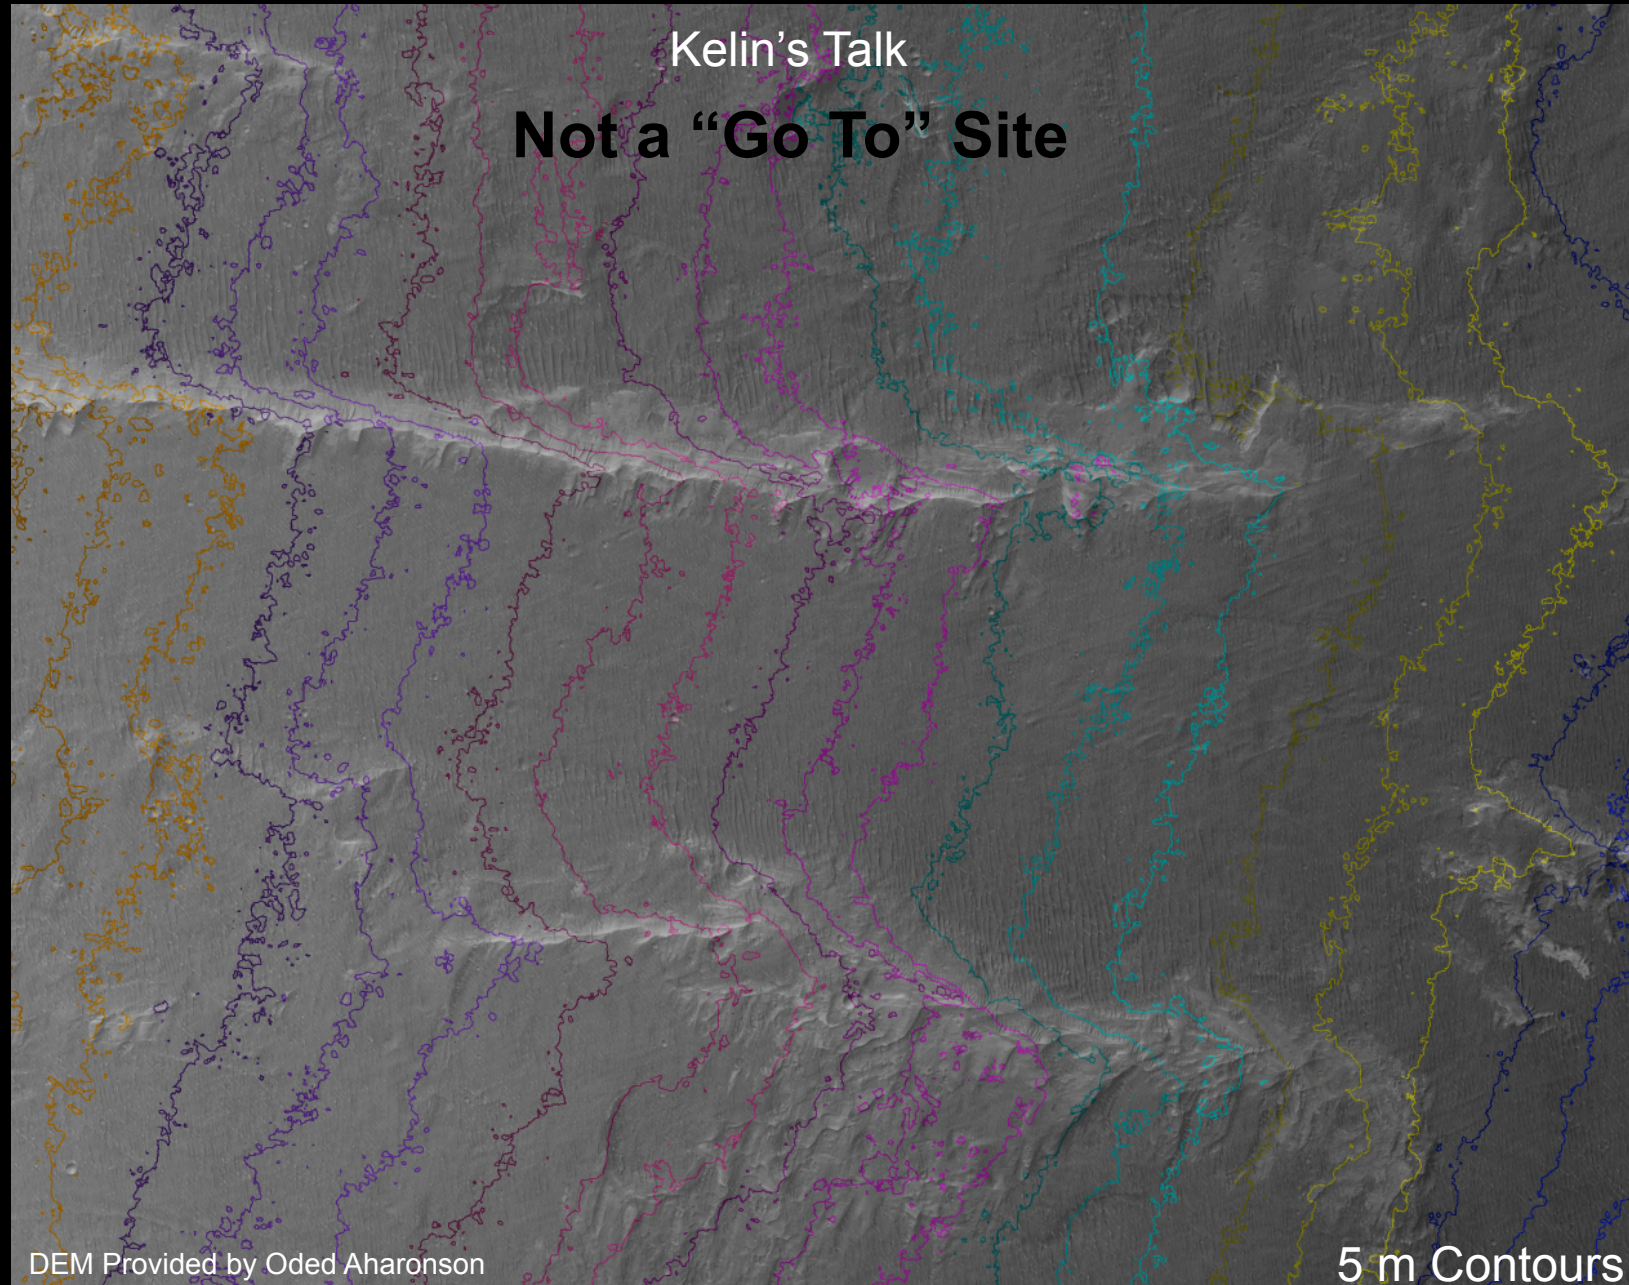 Kelin’s Talk
Not a “Go To” Site
DEM Provided by Oded Aharonson
5 m Contours